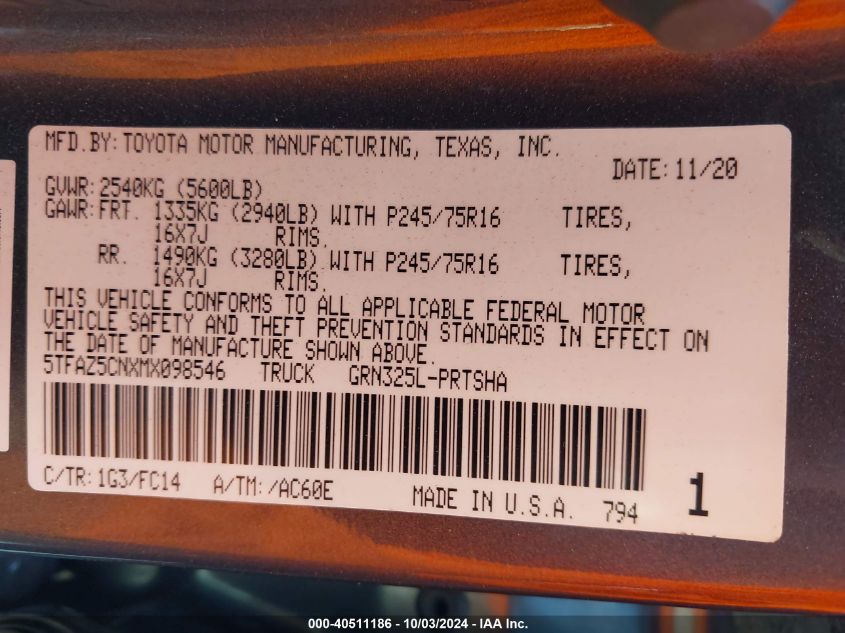 MFD.BY:TOYOTA MOTOR MANUFACTURING, TEXAS, INC.
DATE:11/20
GVWR:2540KG (5600LB)
GAWR:FRT. 1335KG (2940LB) WITH P245/75R16 TIRES,
16X7J RIMS.
RR. 1490KG (3280LB) WITH P245/75R16 TIRES,
16X7J RIMS.
THIS VEHICLE CONFORMS TO ALL APPLICABLE FEDERAL MOTOR
VEHICLE SAFETY AND THEFT PREVENTION STANDARDS IN EFFECT ON
THE DATE OF MANUFACTURE SHOWN ABOVE.
5TFAZ5CNXMX098546 TRUCK GRN325L-PRTSHA
C/TR:1G3/FC14 A/TM:/AC60E MADE IN U.S.A. 794 1
000-40511186 - 10/03/2024 - IAA Inc.